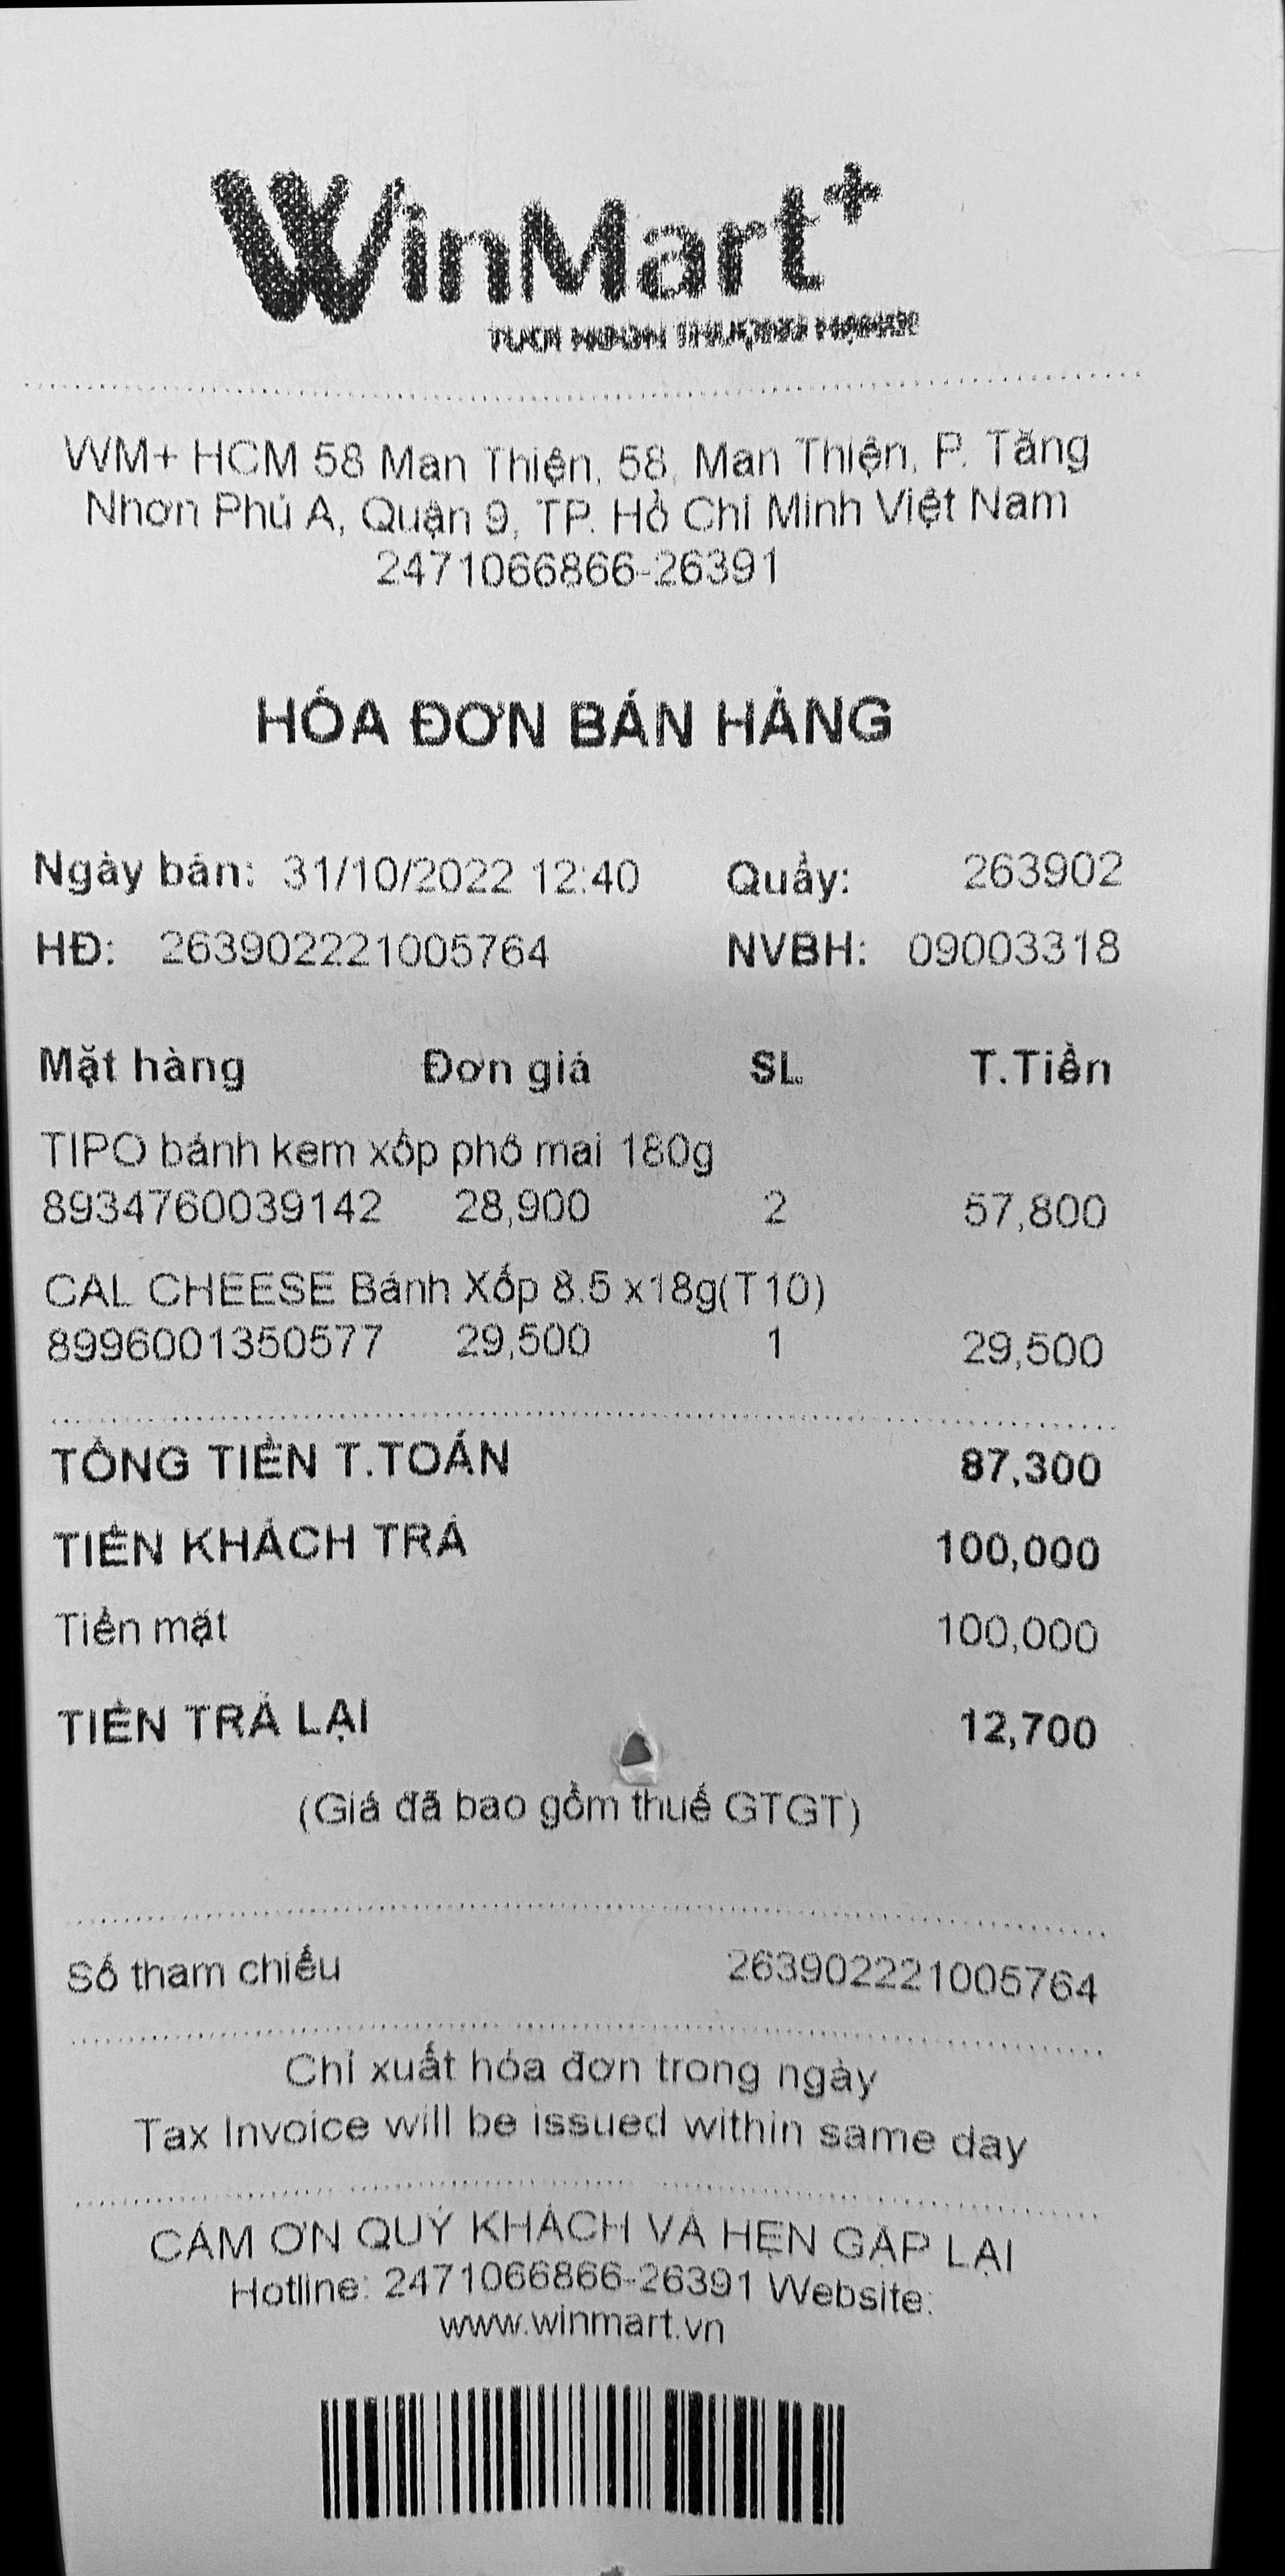 WinMart+
WM+ HCM 58 Man Thiện, 58, Man Thiện, P. Tăng
Nhơn Phú A, Quận 9, TP. Hồ Chí Minh Việt Nam
2471066866-26391
HÓA ĐƠN BÁN HÀNG
Ngày bán: 31/10/2022 12:40 Quầy: 263902
HĐ: 263902221005764 NVBH: 09003318
Mặt hàng Đơn giá SL T.Tiền
TIPO bánh kem xốp phô mai 180g
8934760039142 28,900 2 57,800
CAL CHEESE Bánh Xốp 8.5 x18g(T10)
8996001350577 29,500 1 29,500
TỔNG TIỀN T.TOÁN 87,300
TIỀN KHÁCH TRẢ 100,000
Tiền mặt 100,000
TIỀN TRẢ LẠI 12,700
(Giá đã bao gồm thuế GTGT)
Số tham chiếu 263902221005764
Chỉ xuất hóa đơn trong ngày
Tax Invoice will be issued within same day
CẢM ƠN QUÝ KHÁCH VÀ HẸN GẶP LẠI
Hotline: 2471066866-26391 Website:
www.winmart.vn